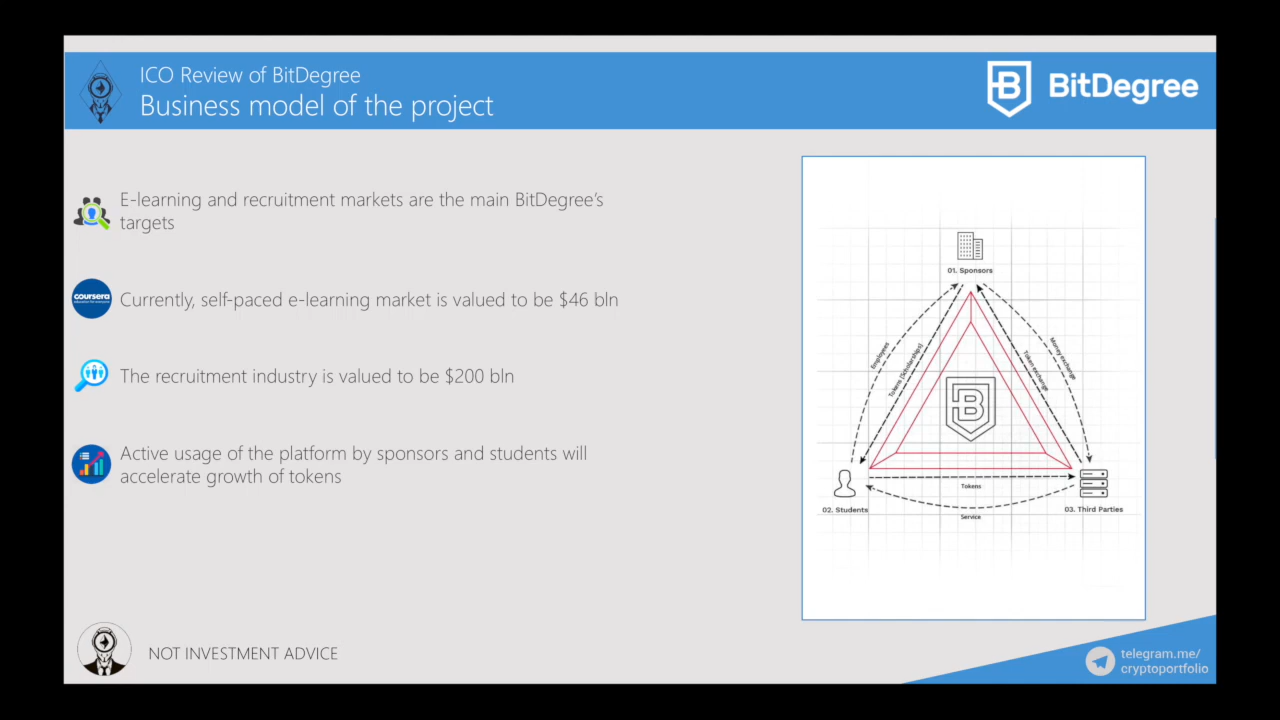 ICO Review of BitDegree
Business model of the project
BitDegree
E-learning and recruitment markets are the main BitDegree's
targets
coursera
Currently, self-paced e-learning market is valued to be $46 bln
The recruitment industry is valued to be $200 bln
Active usage of the platform by sponsors and students will
accelerate growth of tokens
01. Sponsors
Employees
Tokens (Scholarships)
Token exchange
Money exchange
Tokens
02. Students
03. Third Parties
Service
NOT INVESTMENT ADVICE
telegram.me/
cryptoportfolio